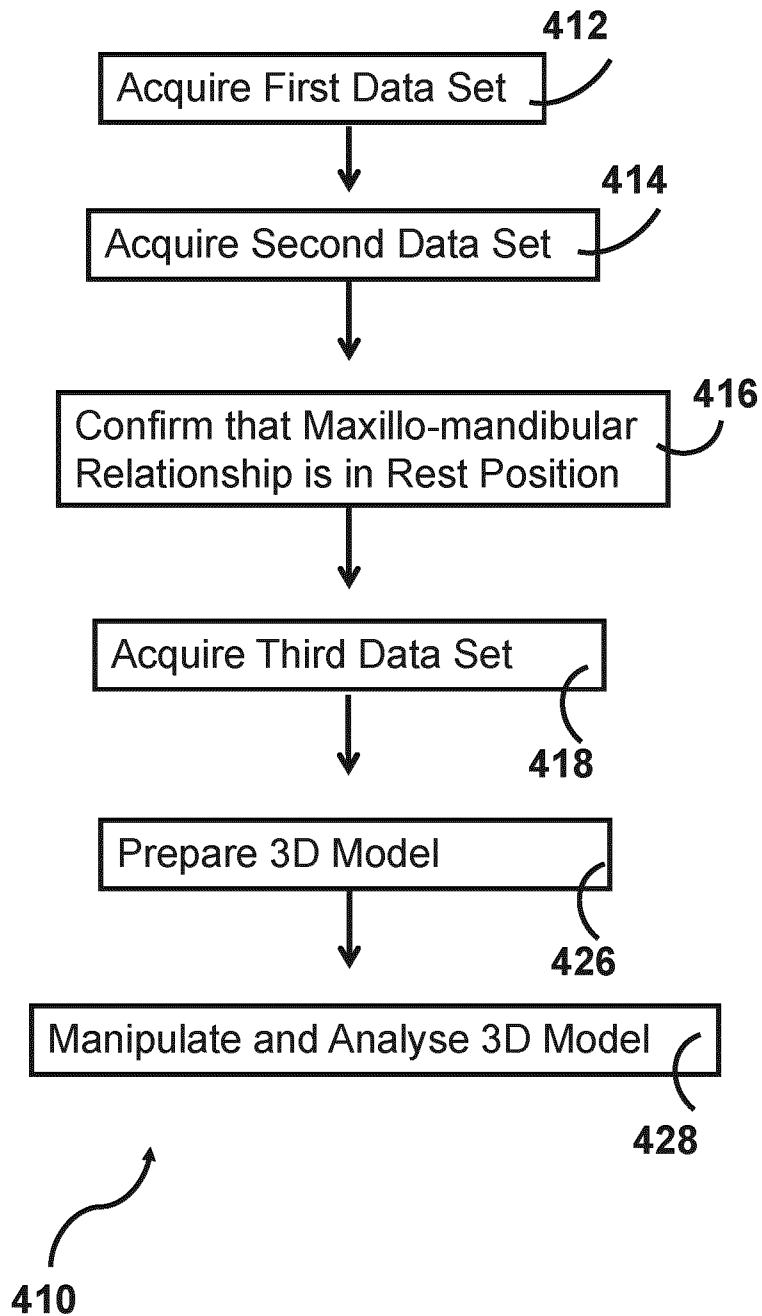 412
Acquire First Data Set
414
Acquire Second Data Set
416
Confirm that Maxillo-mandibular
Relationship is in Rest Position
Acquire Third Data Set
418
Prepare 3D Model
426
Manipulate and Analyse 3D Model
428
410